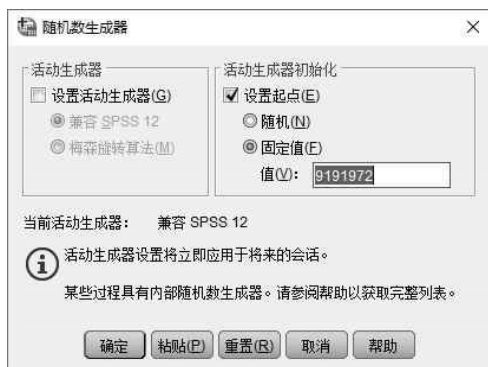 随机数生成器
活动生成器
设置活动生成器(G)
兼容 SPSS 12
梅森旋转算法(M)
活动生成器初始化
设置起点(E)
随机(N)
固定值(F)
值(V): 9191972
当前活动生成器: 兼容 SPSS 12
活动生成器设置将立即应用于将来的会话。
某些过程具有内部随机数生成器。请参阅帮助以获取完整列表。
确定 粘贴(P) 重置(R) 取消 帮助